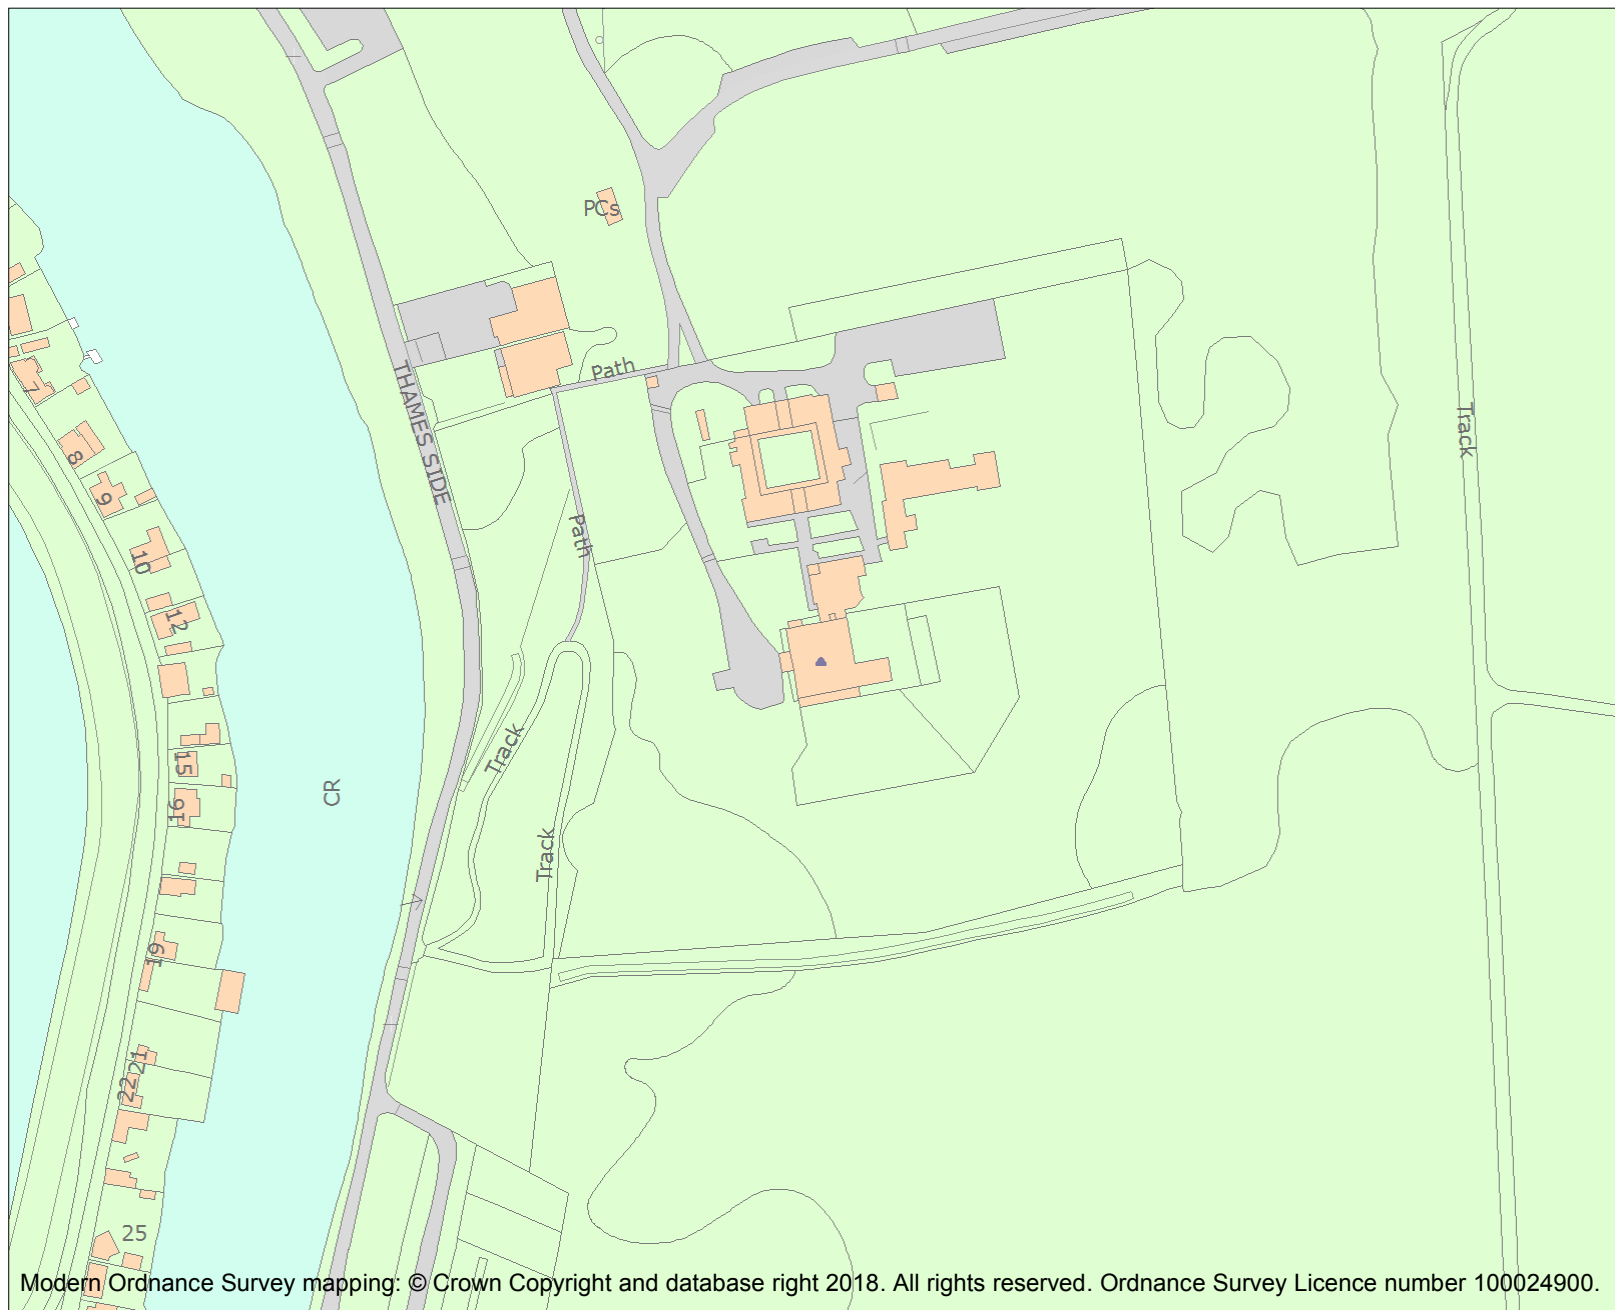 PCs
Path
7
THAMES SIDE
Track
8
9
Path
10
12
Track
15
CR
16
Track
19
21
22
25
Modern Ordnance Survey mapping: © Crown Copyright and database right 2018. All rights reserved. Ordnance Survey Licence number 100024900.